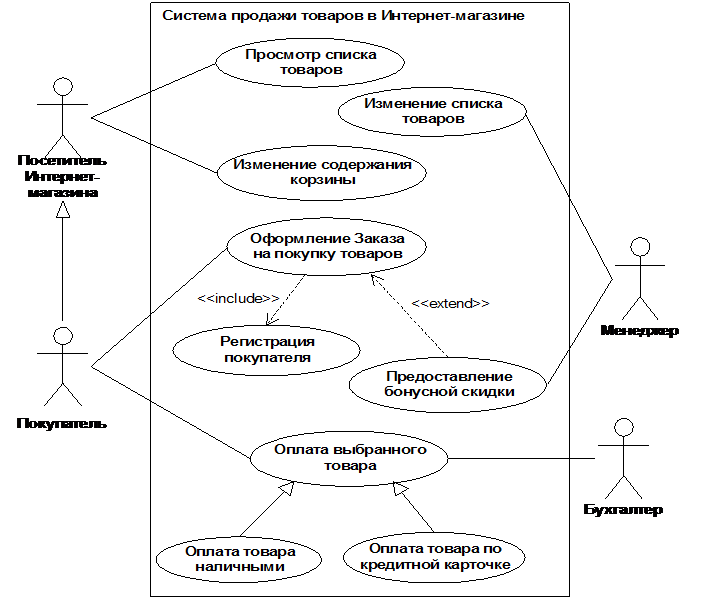 Система продажи товаров в Интернет-магазине
Просмотр списка
товаров
Изменение списка
товаров
Посетитель
Интернет-
магазина
Изменение содержания
корзины
Оформление Заказа
на покупку товаров
<<include>>
<<extend>>
Менеджер
Регистрация
покупателя
Предоставление
бонусной скидки
Покупатель
Оплата выбранного
товара
Бухгалтер
Оплата товара
наличными
Оплата товара по
кредитной карточке